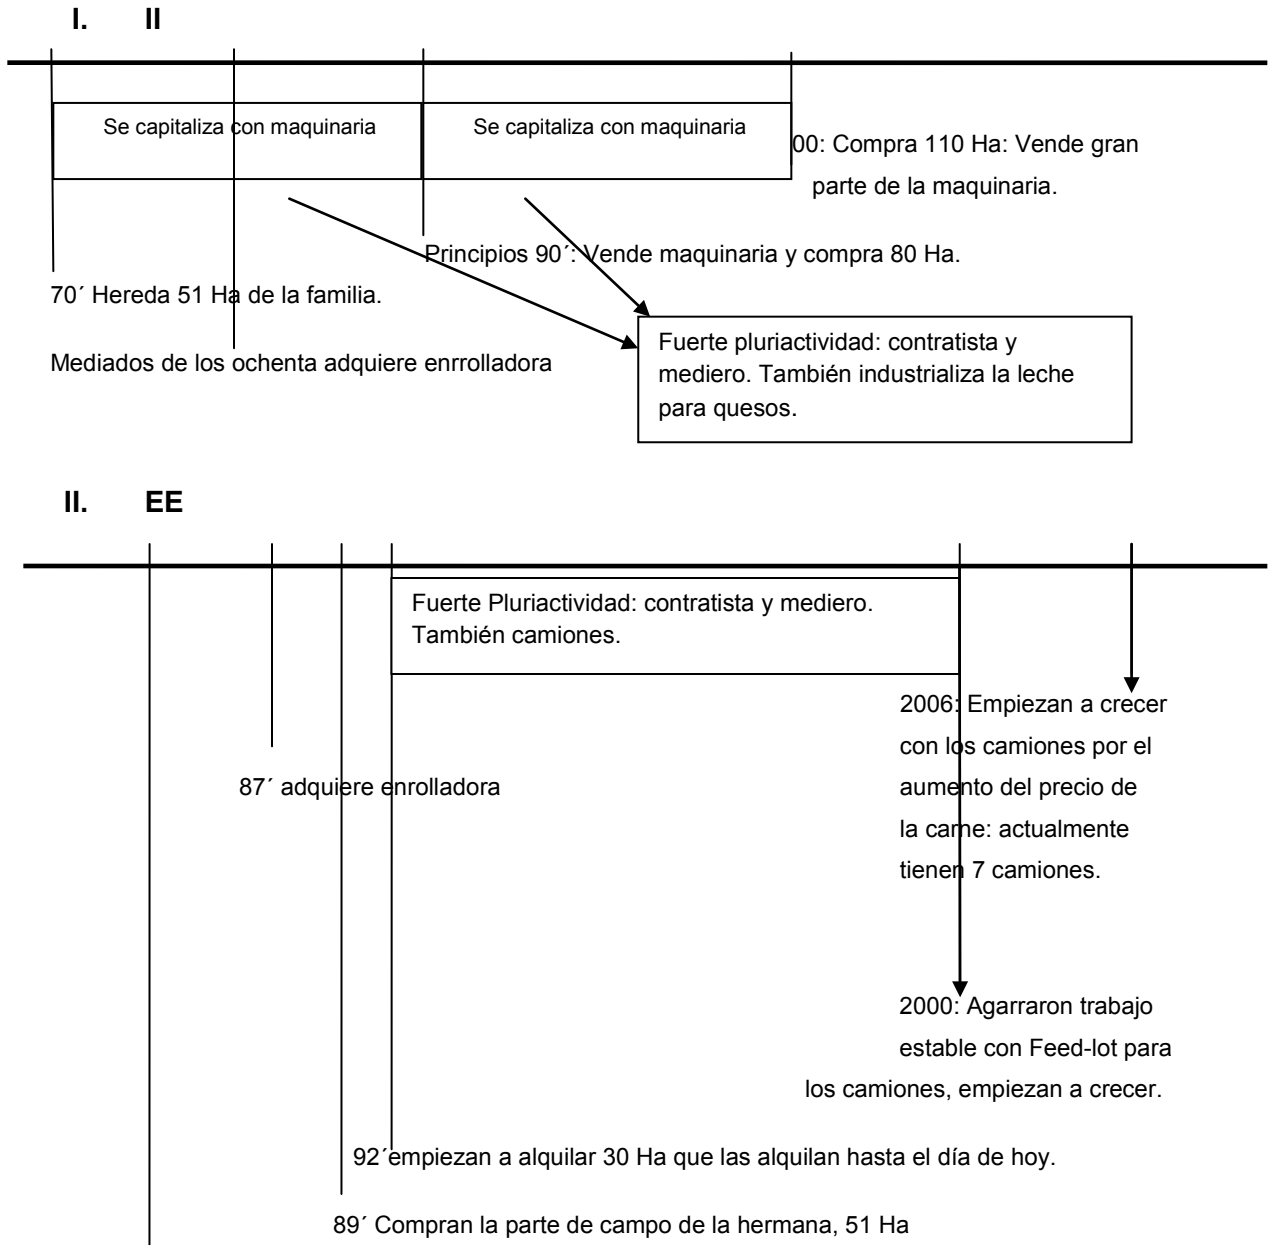 I. II
Se capitaliza con maquinaria
Se capitaliza con maquinaria
00: Compra 110 Ha: Vende gran
parte de la maquinaria.
Principios 90´: Vende maquinaria y compra 80 Ha.
70´ Hereda 51 Ha de la familia.
Mediados de los ochenta adquiere enrrolladora
Fuerte pluriactividad: contratista y
mediero. También industrializa la leche
para quesos.
II. EE
Fuerte Pluriactividad: contratista y mediero.
También camiones.
2006: Empiezan a crecer
con los camiones por el
aumento del precio de
la carne: actualmente
tienen 7 camiones.
87´ adquiere enrolladora
2000: Agarraron trabajo
estable con Feed-lot para
los camiones, empiezan a crecer.
92´empiezan a alquilar 30 Ha que las alquilan hasta el día de hoy.
89´ Compran la parte de campo de la hermana, 51 Ha